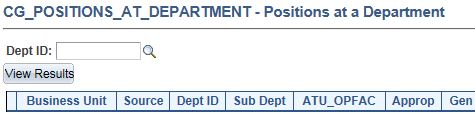 CG_POSITIONS_AT_DEPARTMENT - Positions at a Department
Dept ID:
View Results
Business Unit Source Dept ID Sub Dept ATU_OPFAC Approp Gen